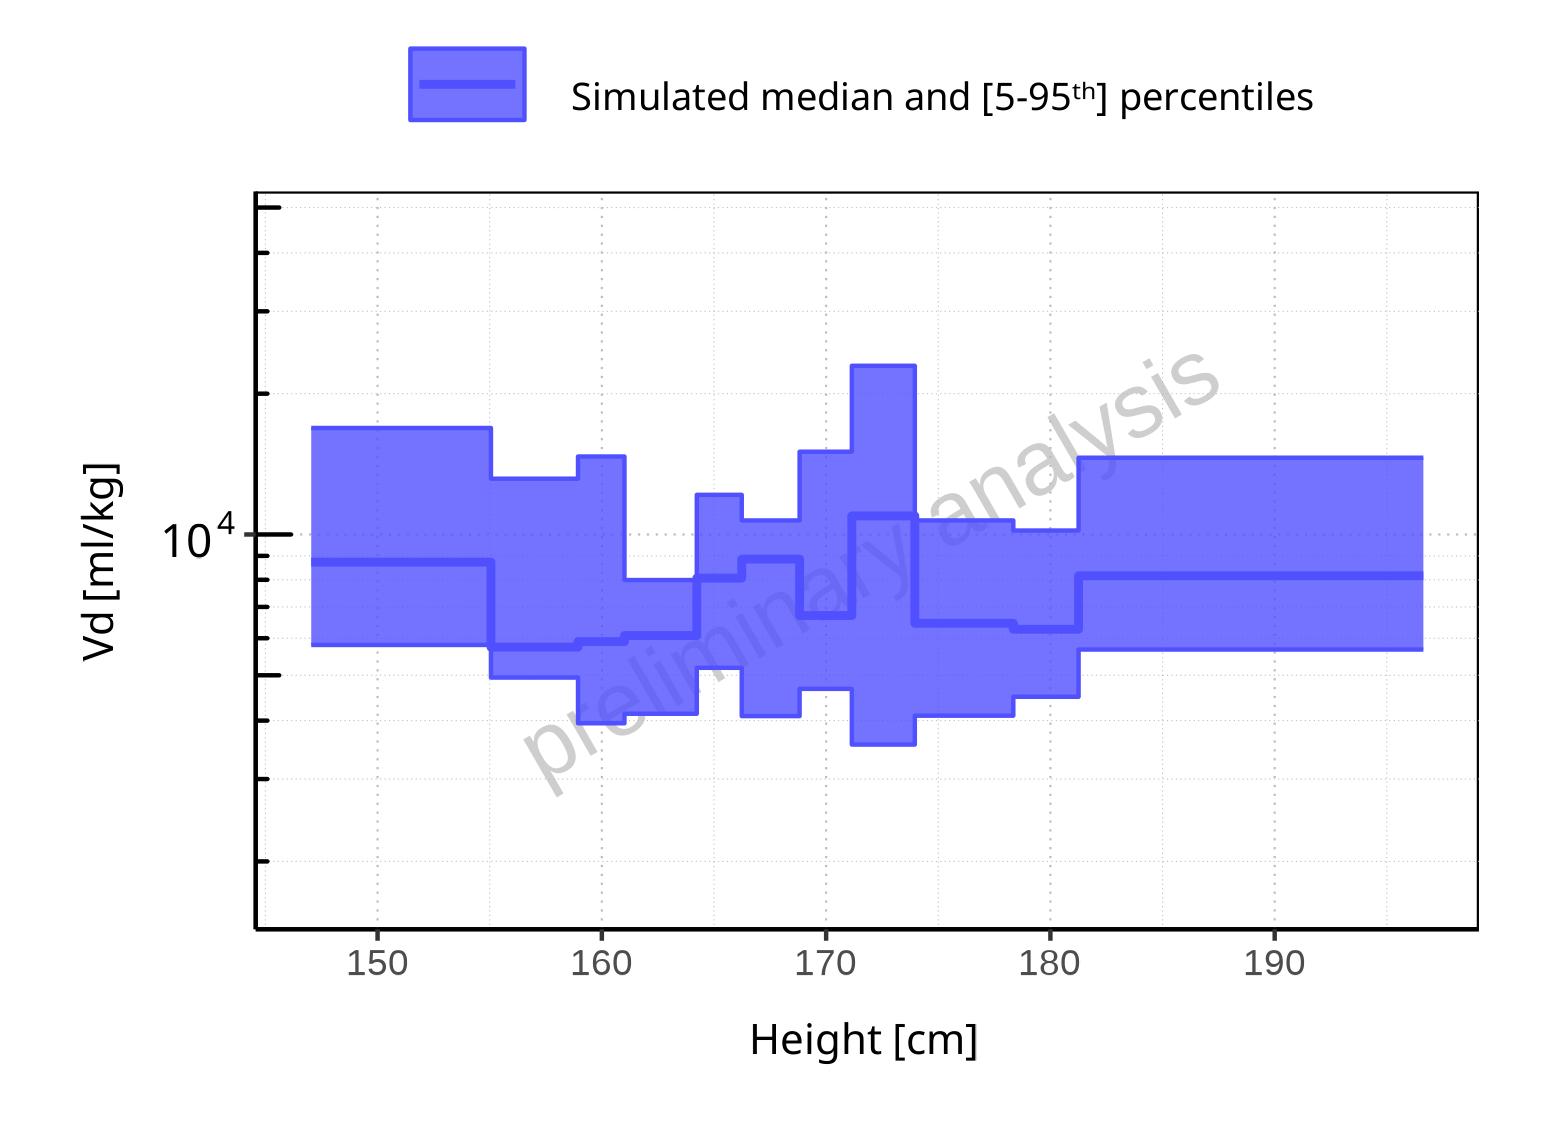 Simulated median and [5-95ᵗʰ] percentiles
Vd [ml/kg]
10⁴
preliminary analysis
150 160 170 180 190
Height [cm]